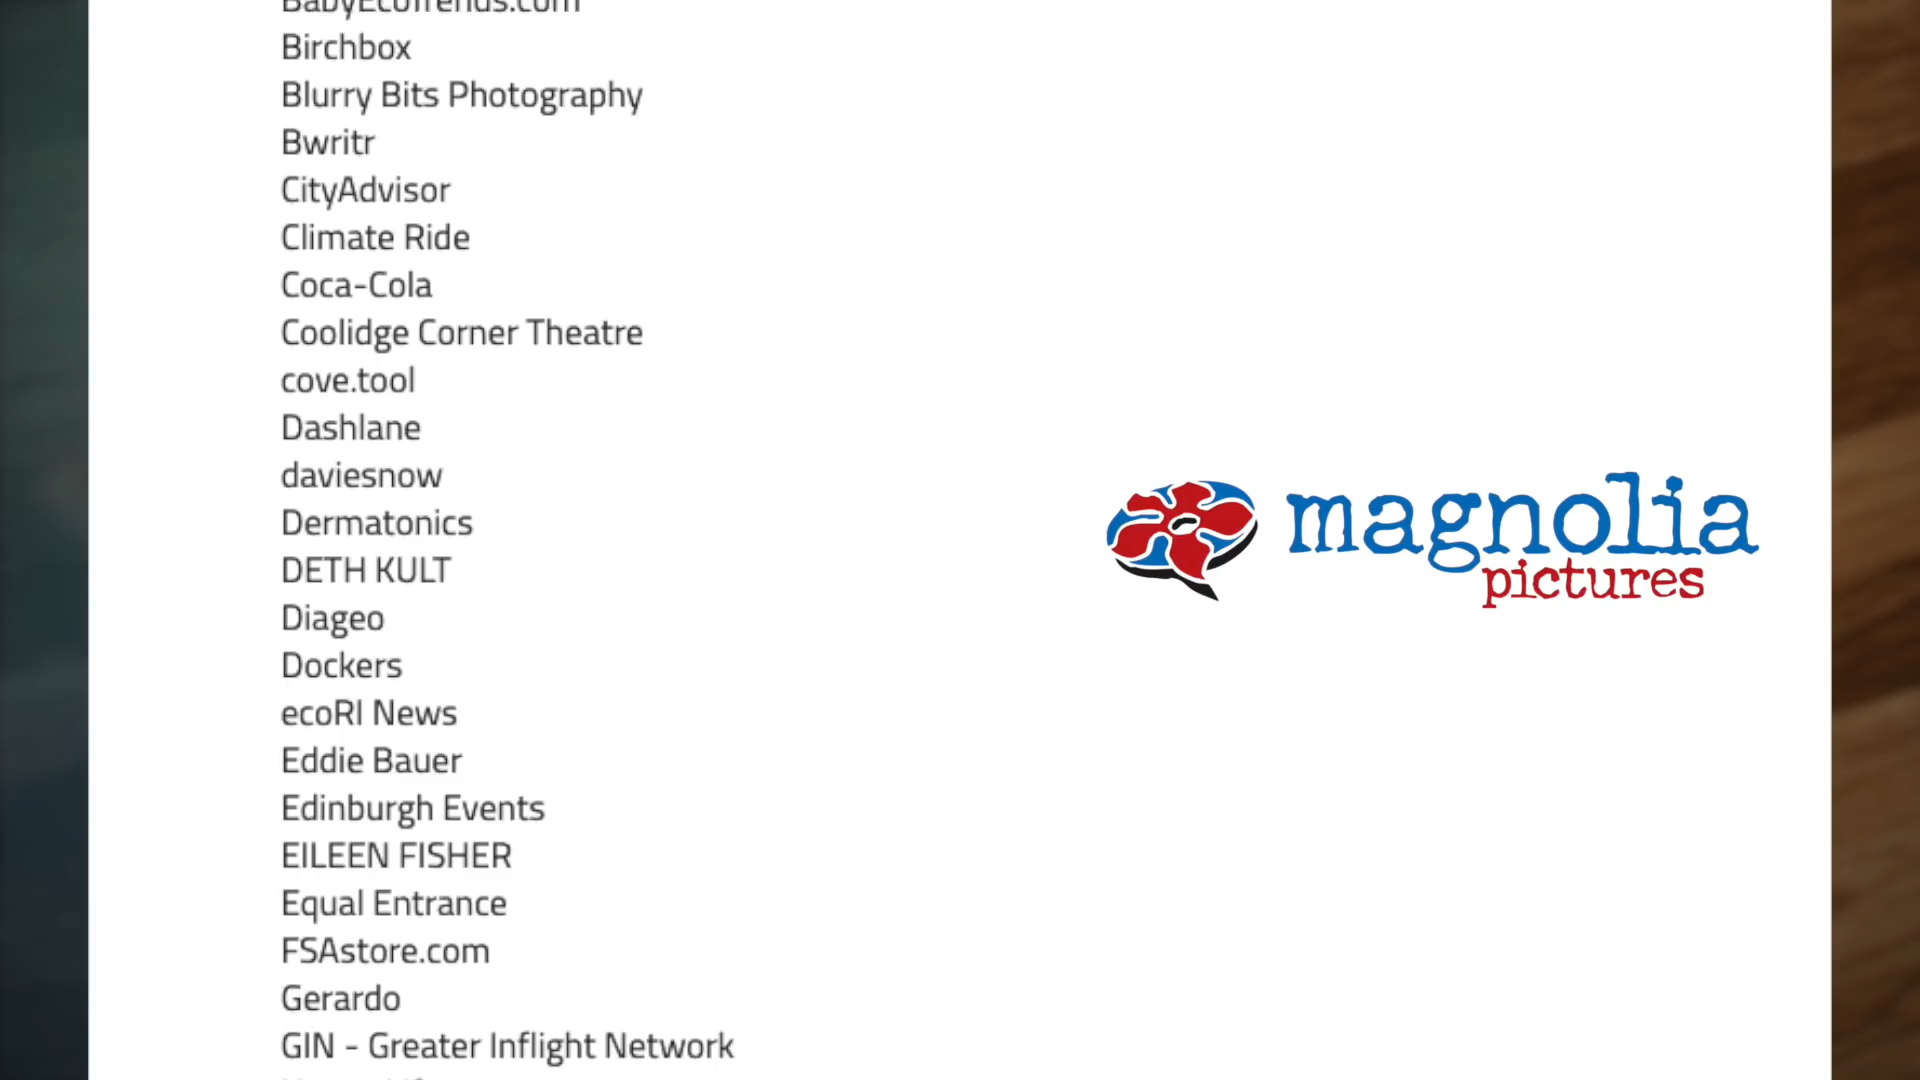 BabyEcoTrends.com
Birchbox
Blurry Bits Photography
Bwritr
CityAdvisor
Climate Ride
Coca-Cola
Coolidge Corner Theatre
cove.tool
Dashlane
daviesnow
Dermatonics
DETH KULT
Diageo
Dockers
ecoRI News
Eddie Bauer
Edinburgh Events
EILEEN FISHER
Equal Entrance
FSAstore.com
Gerardo
GIN - Greater Inflight Network
magnolia
pictures